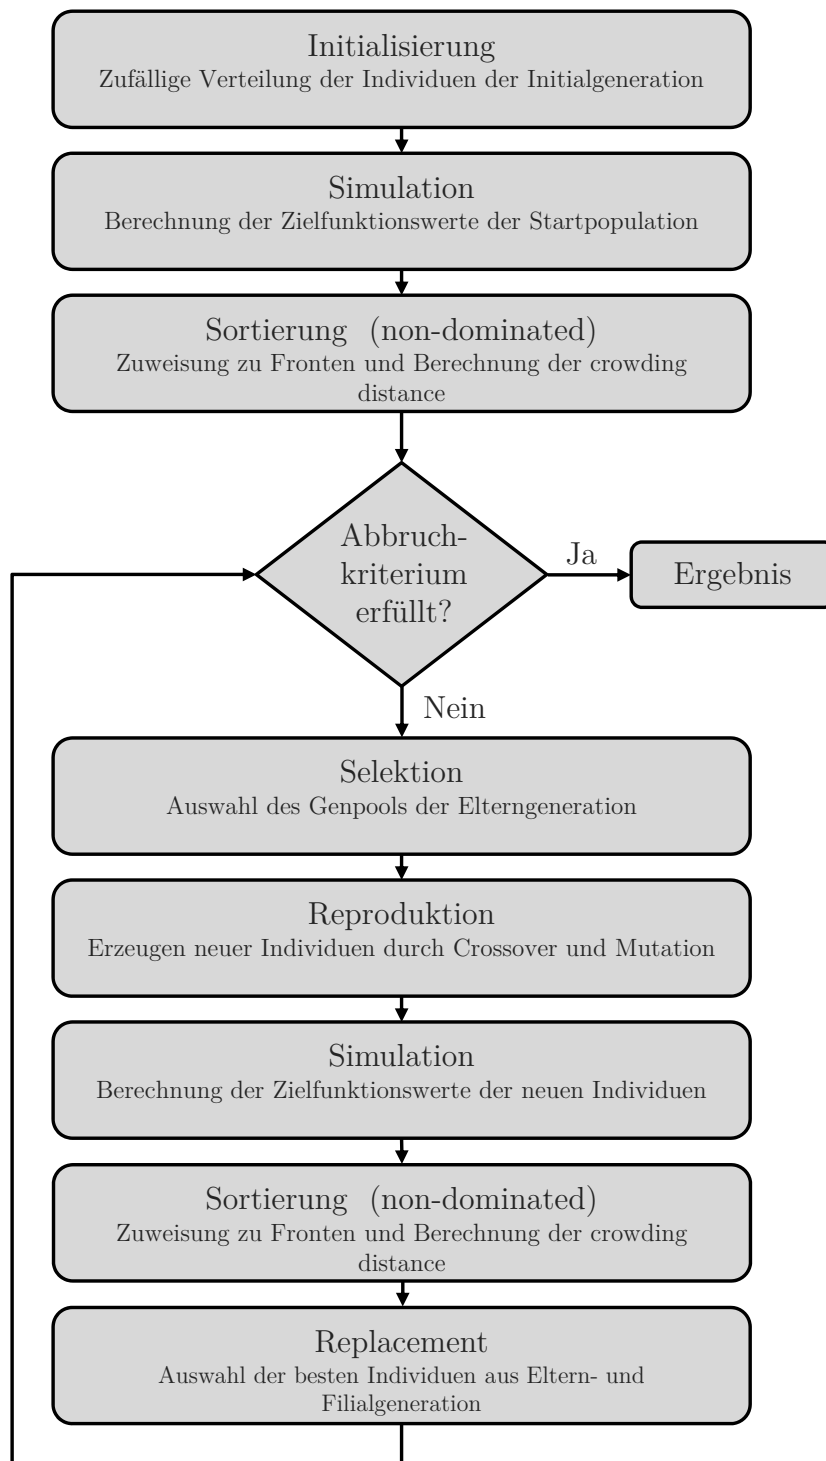 Initialisierung
Zufällige Verteilung der Individuen der Initialgeneration
Simulation
Berechnung der Zielfunktionswerte der Startpopulation
Sortierung (non-dominated)
Zuweisung zu Fronten und Berechnung der crowding
distance
Abbruch-
kriterium
erfüllt?
Ja
Ergebnis
Nein
Selektion
Auswahl des Genpools der Elterngeneration
Reproduktion
Erzeugen neuer Individuen durch Crossover und Mutation
Simulation
Berechnung der Zielfunktionswerte der neuen Individuen
Sortierung (non-dominated)
Zuweisung zu Fronten und Berechnung der crowding
distance
Replacement
Auswahl der besten Individuen aus Eltern- und
Filialgeneration